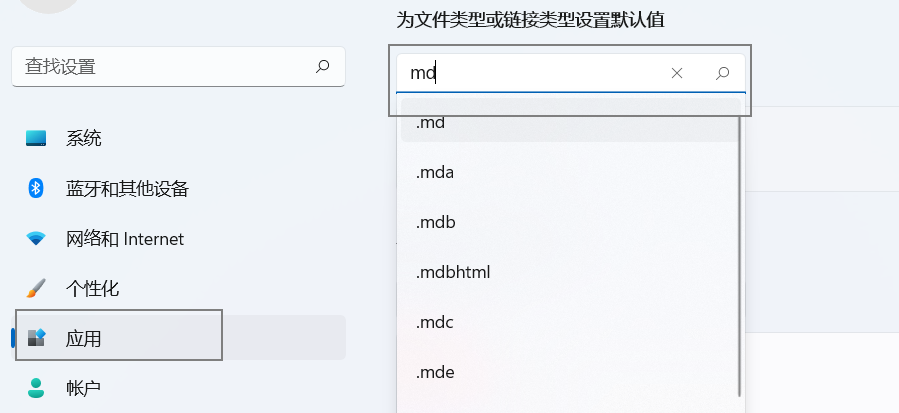 为文件类型或链接类型设置默认值
查找设置
md
系统
蓝牙和其他设备
网络和 Internet
个性化
应用
帐户
.md
.mda
.mdb
.mdbhtml
.mdc
.mde